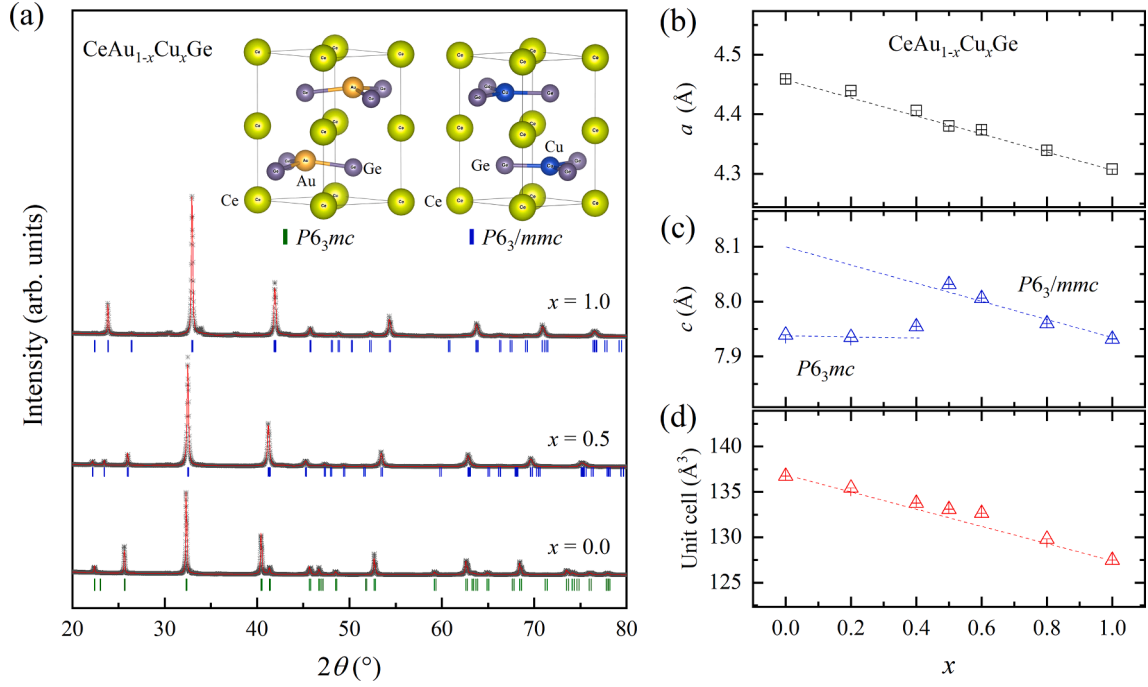 (a)
CeAu1-xCuxGe
Ce
Au
Ge
Ce
Cu
Ge
P63mc
P63/mmc
x = 1.0
x = 0.5
x = 0.0
Intensity (arb. units)
20 30 40 50 60 70 80
2θ (°)
(b)
CeAu1-xCuxGe
4.5
4.4
4.3
a (Å)
(c)
8.1
8.0
7.9
c (Å)
P63/mmc
P63mc
(d)
140
135
130
125
Unit cell (Å3)
0.0 0.2 0.4 0.6 0.8 1.0
x